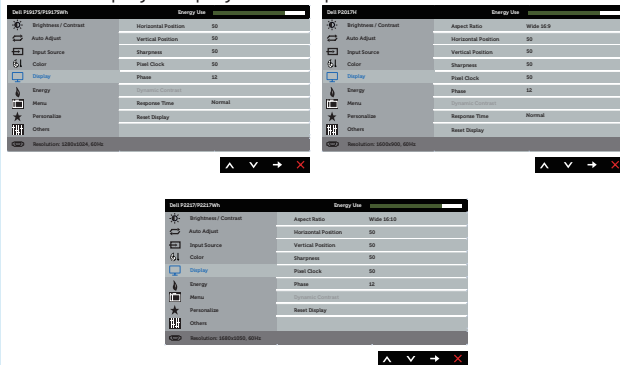 Dell P1917S/P1917SWh Energy Use
Brightness / Contrast Horizontal Position 50
Auto Adjust Vertical Position 50
Input Source Sharpness 50
Color Pixel Clock 50
Display Phase 12
Energy Dynamic Contrast
Menu Response Time Normal
Personalize Reset Display
Others
Resolution: 1280x1024, 60Hz
Dell P2017H Energy Use
Brightness / Contrast Aspect Ratio Wide 16:9
Auto Adjust Horizontal Position 50
Input Source Vertical Position 50
Color Sharpness 50
Display Pixel Clock 50
Energy Phase 12
Menu Dynamic Contrast
Personalize Response Time Normal
Others Reset Display
Resolution: 1600x900, 60Hz
Dell P2217/P2217Wh Energy Use
Brightness / Contrast Aspect Ratio Wide 16:10
Auto Adjust Horizontal Position 50
Input Source Vertical Position 50
Color Sharpness 50
Display Pixel Clock 50
Energy Phase 12
Menu Dynamic Contrast
Personalize Reset Display
Others
Resolution: 1680x1050, 60Hz